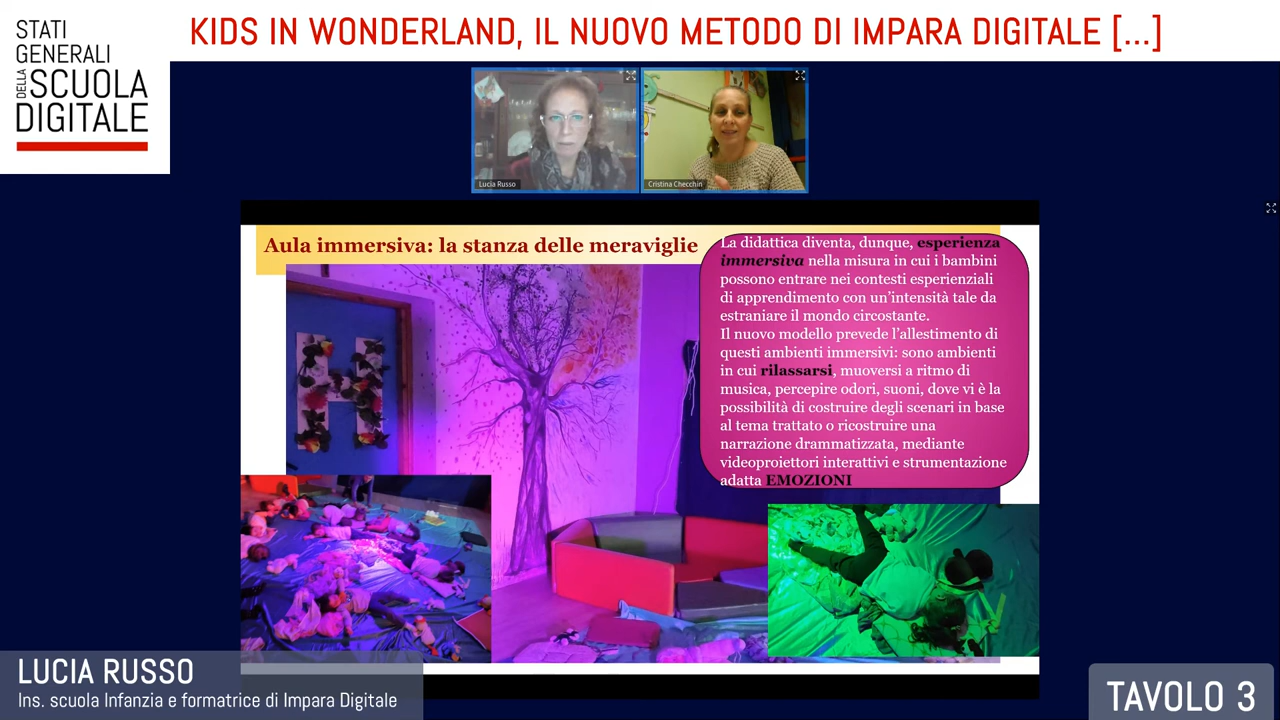 STATI
GENERALI
DELLA SCUOLA
DIGITALE
KIDS IN WONDERLAND, IL NUOVO METODO DI IMPARA DIGITALE [...]
Lucia Russo
Cristina Checchin
Aula immersiva: la stanza delle meraviglie
La didattica diventa, dunque, esperienza
immersiva nella misura in cui i bambini
possono entrare nei contesti esperienziali
di apprendimento con un'intensità tale da
estraniare il mondo circostante.
Il nuovo modello prevede l'allestimento di
questi ambienti immersivi: sono ambienti
in cui rilassarsi, muoversi a ritmo di
musica, percepire odori, suoni, dove vi è la
possibilità di costruire degli scenari in base
al tema trattato o ricostruire una
narrazione drammatizzata, mediante
videoproiettori interattivi e strumentazione
adatta EMOZIONI
H
LUCIA RUSSO
Ins. scuola Infanzia e formatrice di Impara Digitale
TAVOLO 3